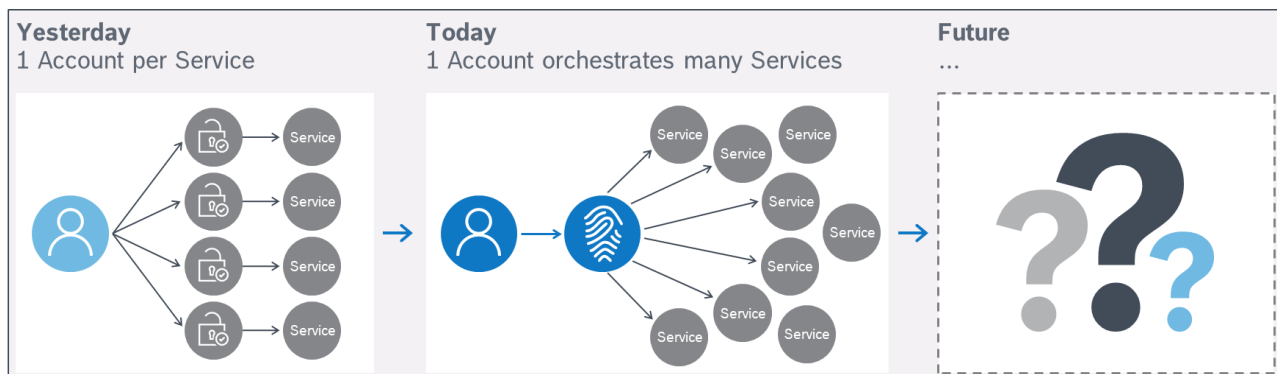 Yesterday
1 Account per Service
Service
Service
Service
Service
Today
1 Account orchestrates many Services
Service
Service
Service
Service
Service
Service
Service
Service
Service
Future
...
???